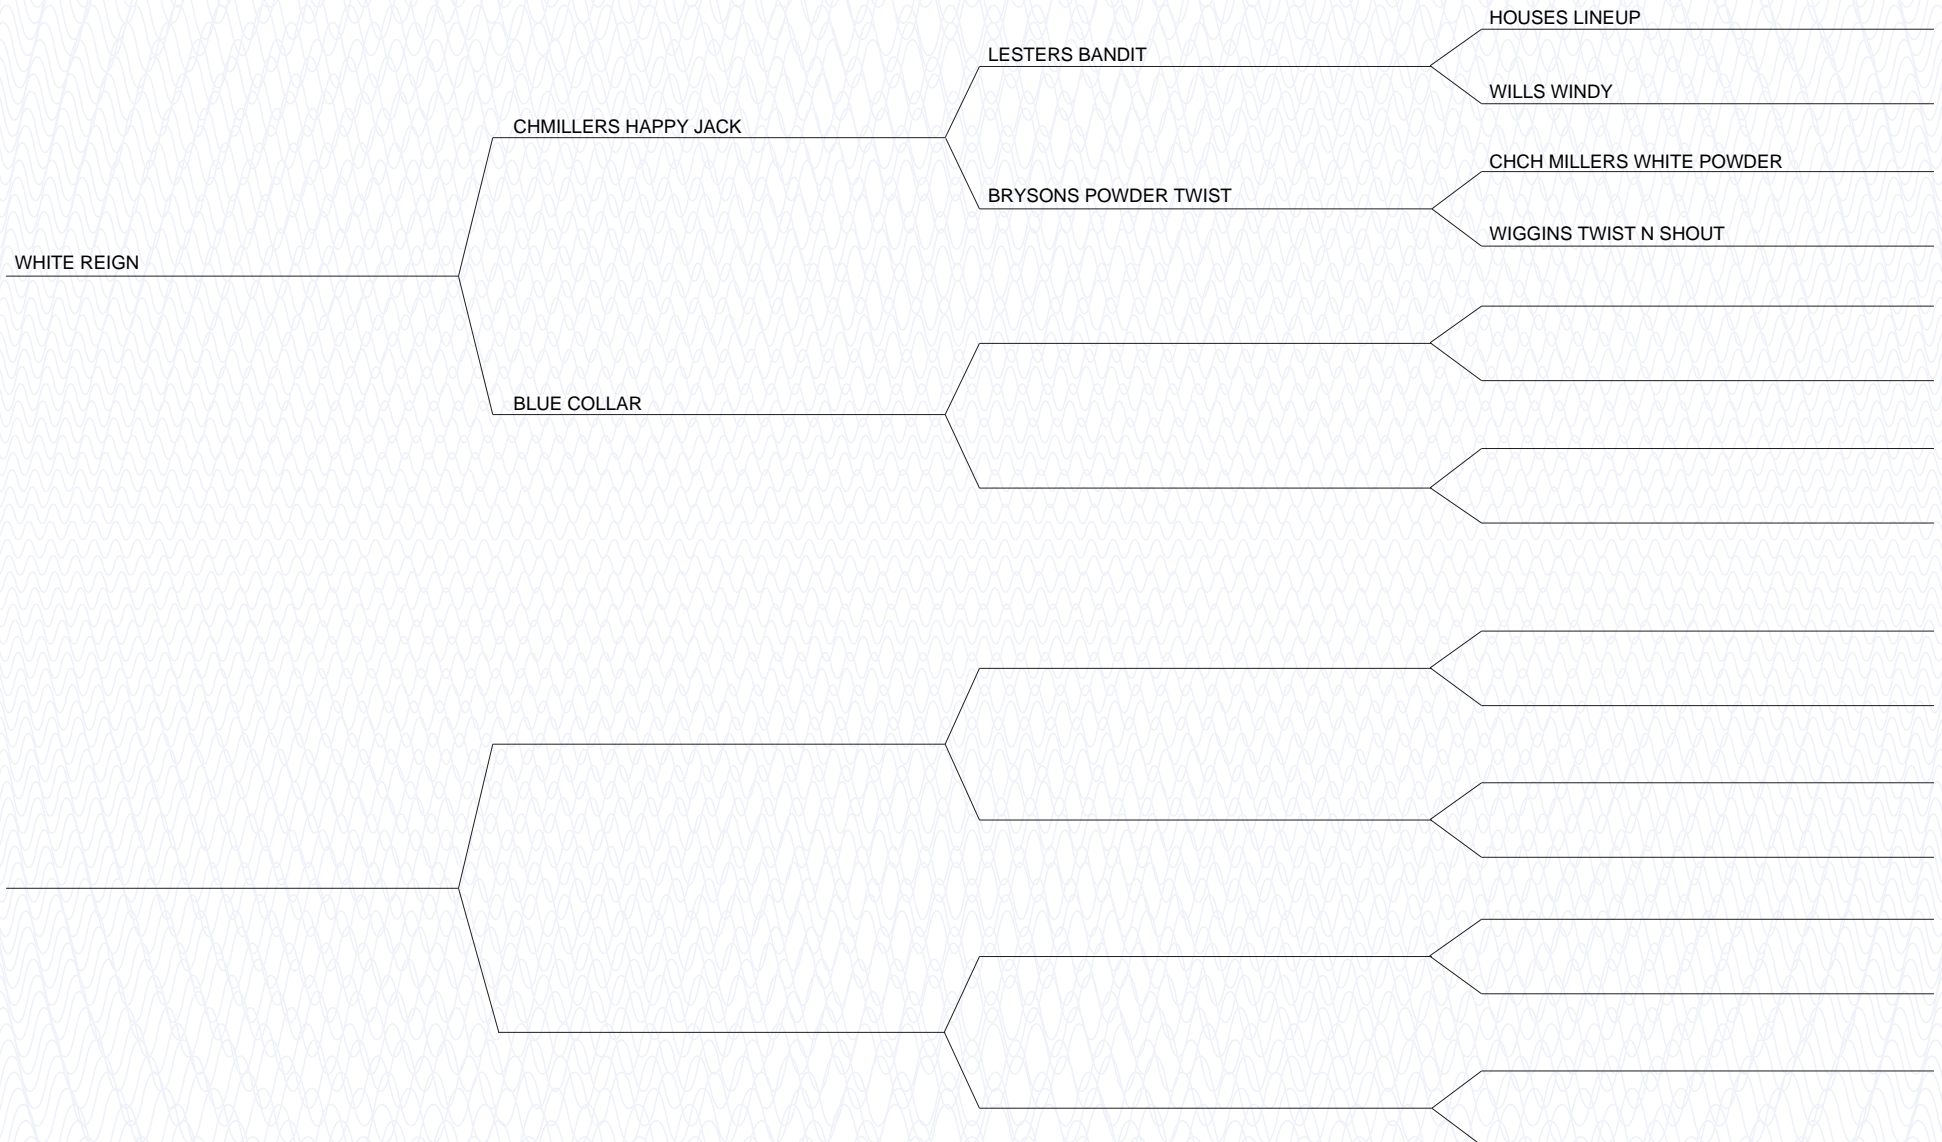 HOUSES LINEUP
LESTERS BANDIT
WILLS WINDY
CHMILLERS HAPPY JACK
CHCH MILLERS WHITE POWDER
BRYSONS POWDER TWIST
WIGGINS TWIST N SHOUT
WHITE REIGN
BLUE COLLAR